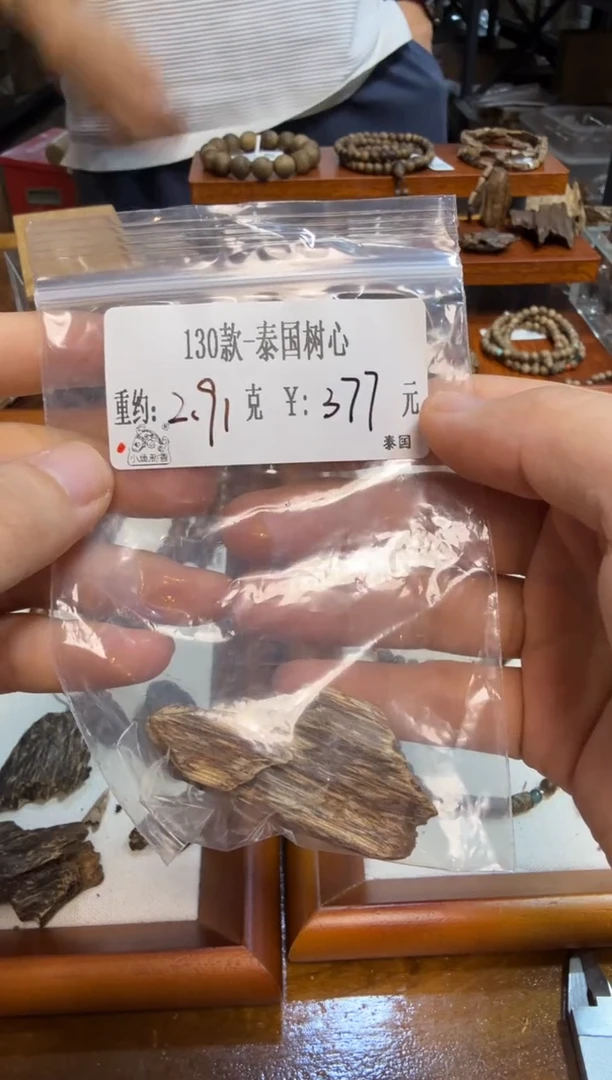 130款-泰国树心
重约: 2.91 克 ¥: 377 元
泰国